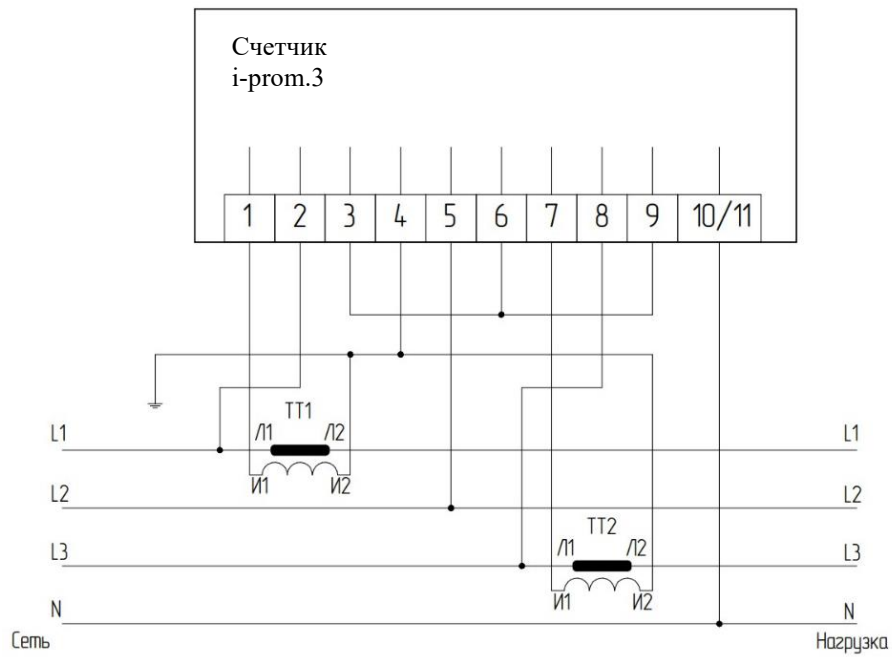 Счетчик
i-prom.3
1 2 3 4 5 6 7 8 9 10/11
ТТ1
L1 Л1 Л2 L1
И1 И2
L2 L2
ТТ2
L3 Л1 Л2 L3
И1 И2
N N
Сеть Нагрузка